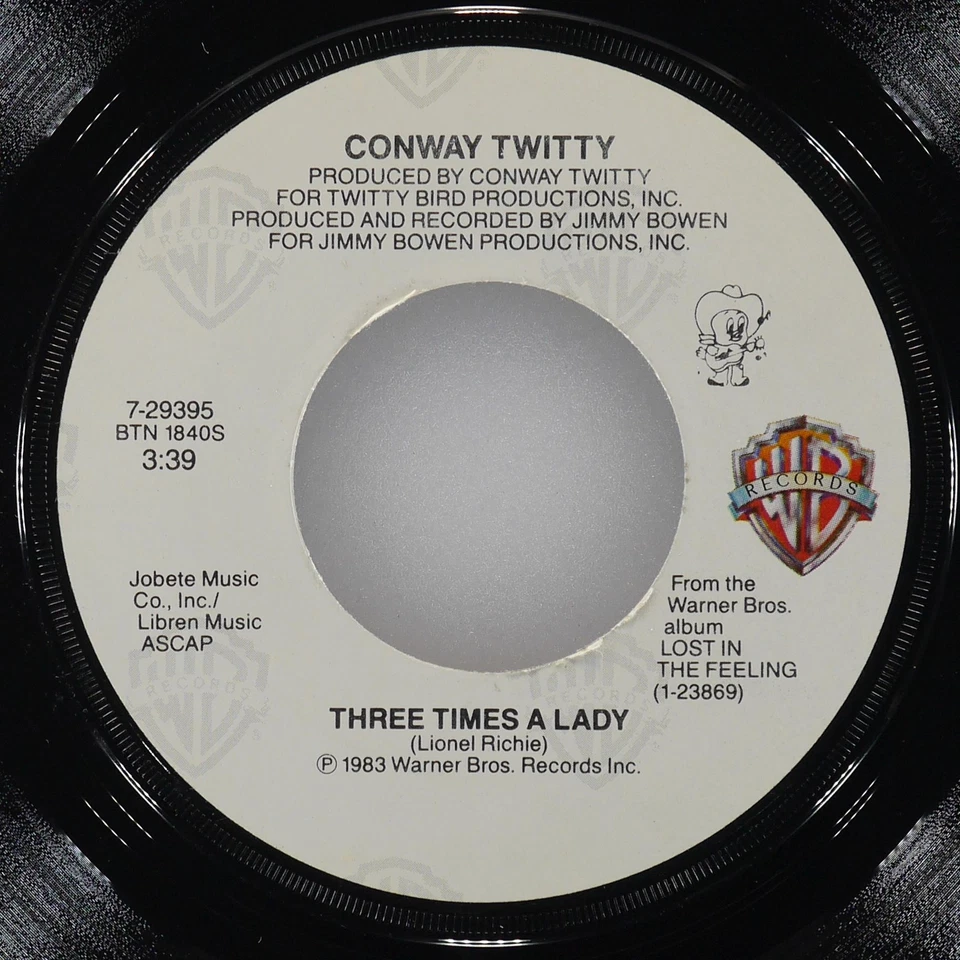 CONWAY TWITTY
PRODUCED BY CONWAY TWITTY
FOR TWITTY BIRD PRODUCTIONS, INC.
PRODUCED AND RECORDED BY JIMMY BOWEN
FOR JIMMY BOWEN PRODUCTIONS, INC.
7-29395
BTN 1840S
3:39
WB
RECORDS
Jobete Music
Co., Inc./
Libren Music
ASCAP
From the
Warner Bros.
album
LOST IN
THE FEELING
(1-23869)
THREE TIMES A LADY
(Lionel Richie)
℗ 1983 Warner Bros. Records Inc.